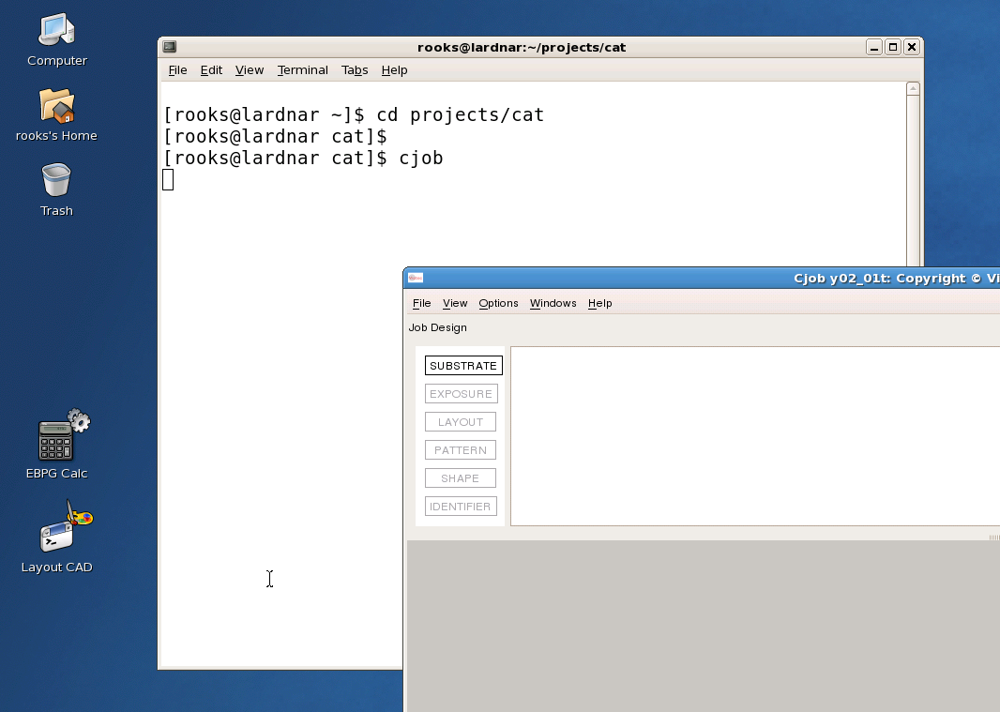 Computer
rooks's Home
Trash
EBPG Calc
Layout CAD
rooks@lardnar:~/projects/cat
File Edit View Terminal Tabs Help
[rooks@lardnar ~]$ cd projects/cat
[rooks@lardnar cat]$
[rooks@lardnar cat]$ cjob
Cjob y02_01t: Copyright © Vi
File View Options Windows Help
Job Design
SUBSTRATE
EXPOSURE
LAYOUT
PATTERN
SHAPE
IDENTIFIER